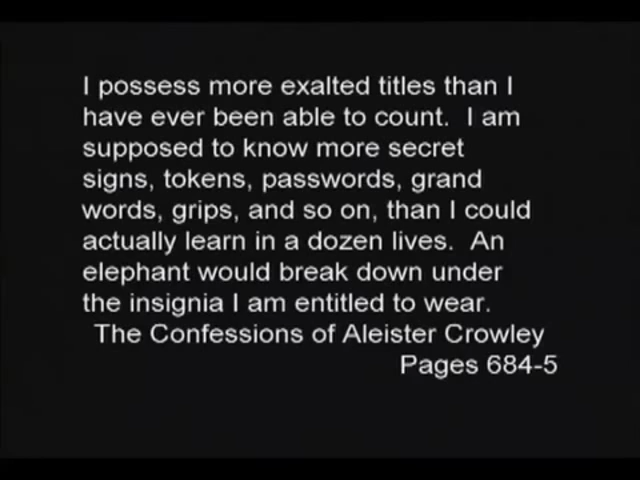 I possess more exalted titles than I
have ever been able to count.  I am
supposed to know more secret
signs, tokens, passwords, grand
words, grips, and so on, than I could
actually learn in a dozen lives.  An
elephant would break down under
the insignia I am entitled to wear.
The Confessions of Aleister Crowley
Pages 684-5